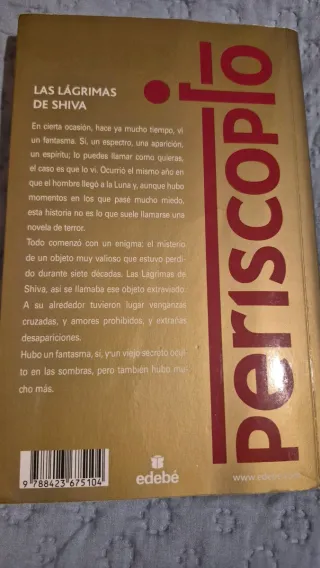 LAS LÁGRIMAS
DE SHIVA
En cierta ocasión, hace ya mucho tiempo, vi
un fantasma. Sí, un espectro, una aparición,
un espíritu; lo puedes llamar como quieras,
el caso es que lo vi. Ocurrió el mismo año en
que el hombre llegó a la Luna y, aunque hubo
momentos en los que pasé mucho miedo,
esta historia no es lo que suele llamarse una
novela de terror.
Todo comenzó con un enigma: el misterio
de un objeto muy valioso que estuvo perdi-
do durante siete décadas. Las Lágrimas de
Shiva, así se llamaba ese objeto extraviado.
A su alrededor tuvieron lugar venganzas
cruzadas, y amores prohibidos, y extrañas
desapariciones.
Hubo un fantasma, sí, y un viejo secreto ocul-
to en las sombras, pero también hubo mu-
cho más.
periscopio
9 788423 675104
edebé